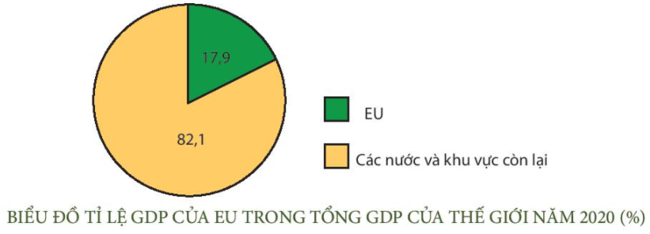 17,9
82,1
EU
Các nước và khu vực còn lại
BIỂU ĐỒ TỈ LỆ GDP CỦA EU TRONG TỔNG GDP CỦA THẾ GIỚI NĂM 2020 (%)